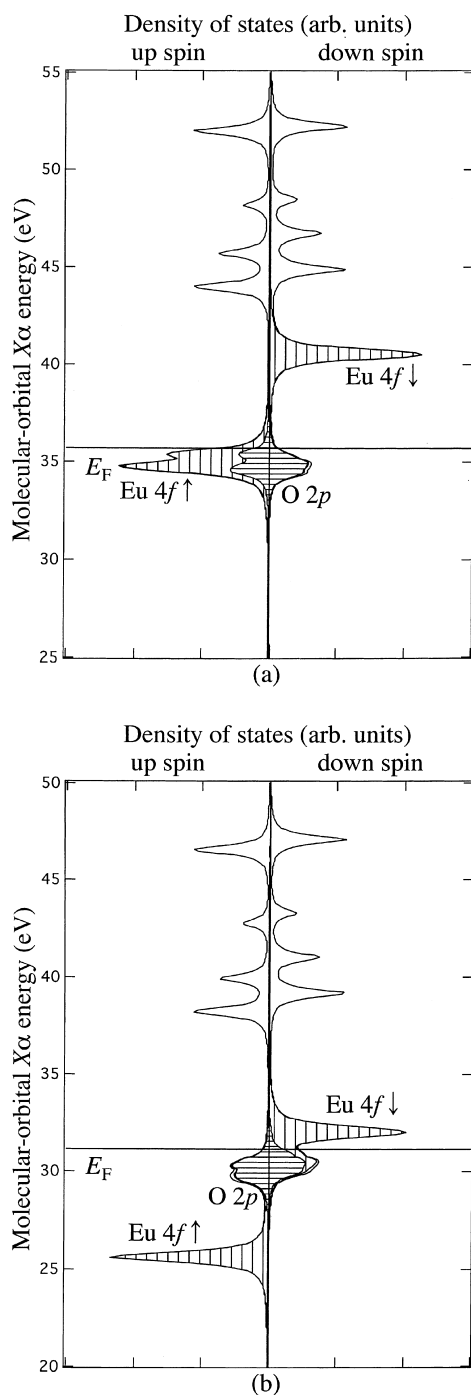 Density of states (arb. units)
up spin down spin
55
50
45
40
35
30
25
Molecular-orbital Xα energy (eV)
Eu 4f↓
E_F
Eu 4f↑
O 2p
(a)
Density of states (arb. units)
up spin down spin
50
45
40
35
30
25
20
Molecular-orbital Xα energy (eV)
Eu 4f↓
E_F
O 2p
Eu 4f↑
(b)